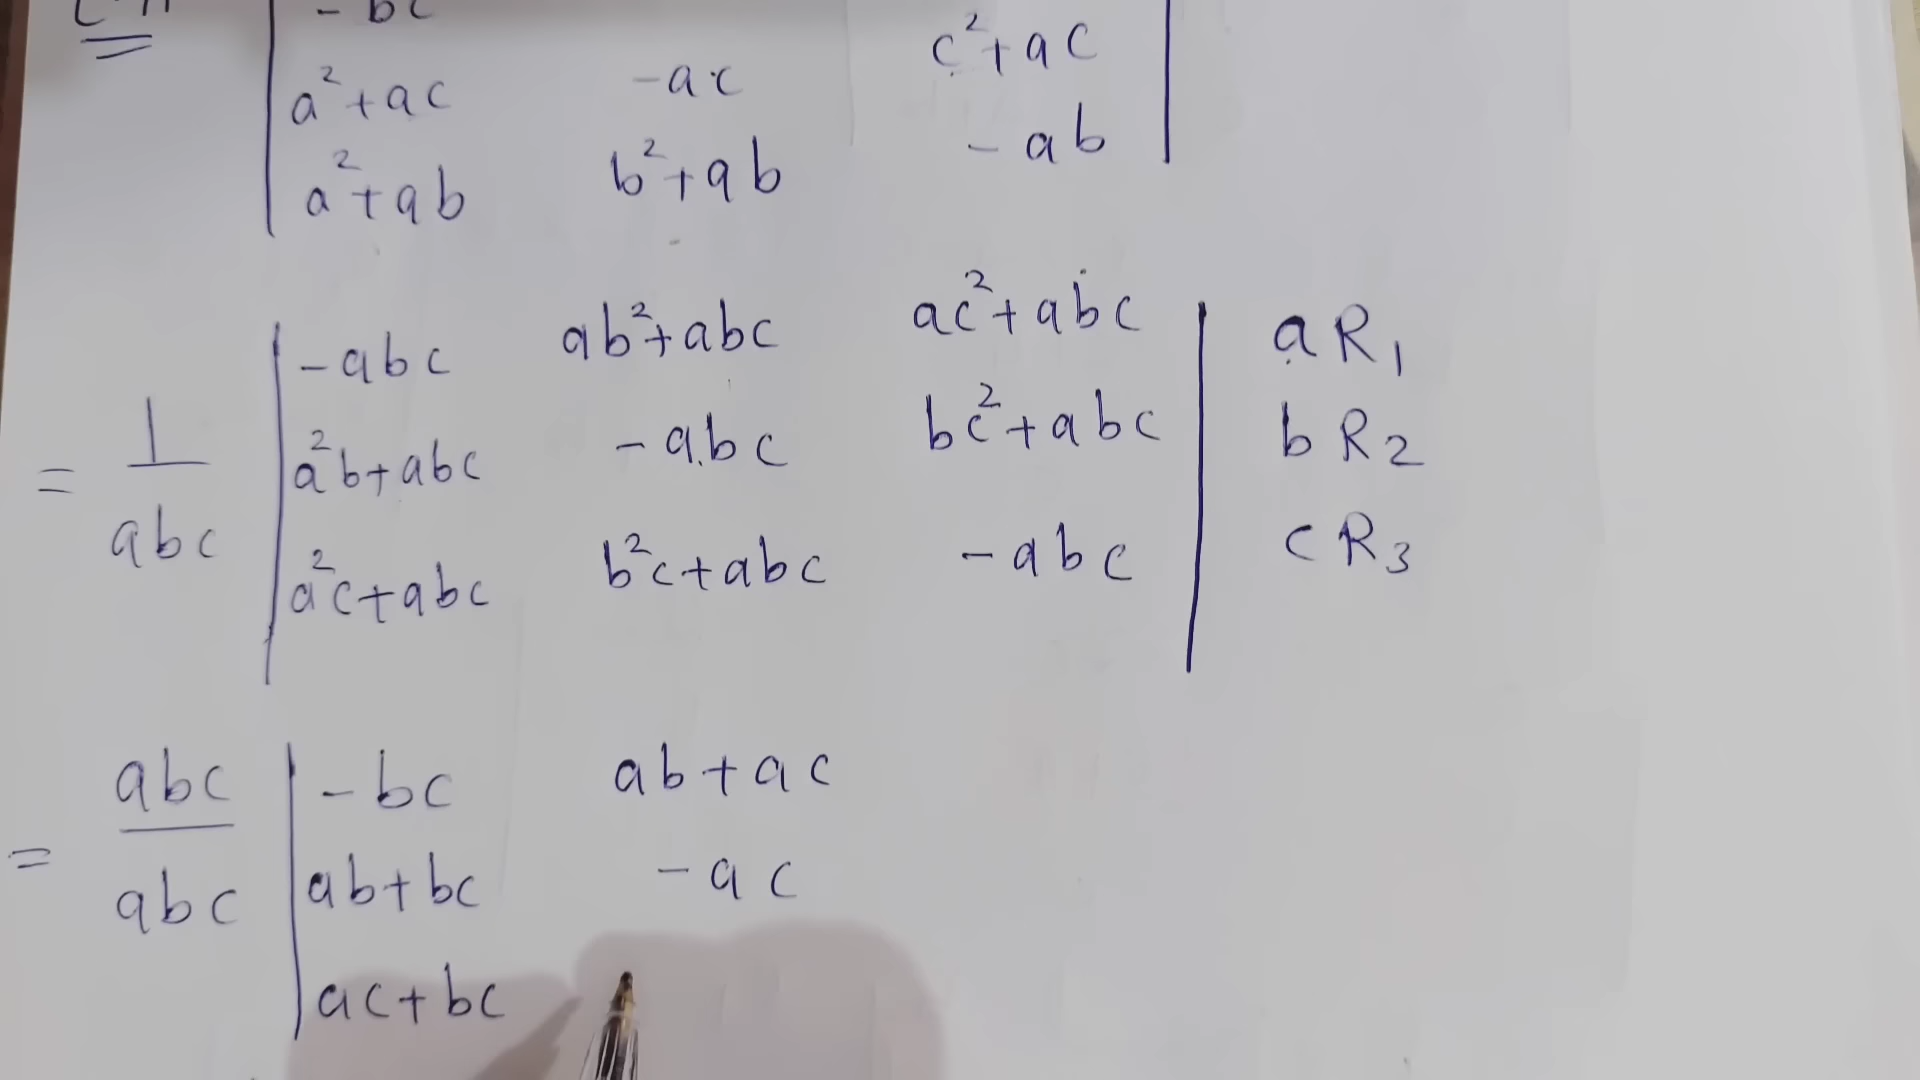 - bc
a²+ac -ac c²+ac
a²+ab b²+ab -ab
-abc ab²+abc ac²+abc aR₁
= 1/abc a²b+abc -abc bc²+abc bR₂
a²c+abc b²c+abc -abc cR₃
= abc/abc -bc ab+ac
ab+bc -ac
ac+bc